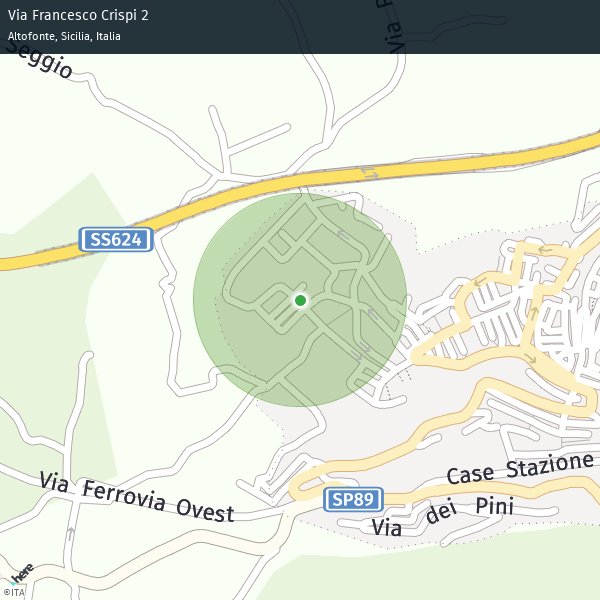 Via Francesco Crispi 2
Altofonte, Sicilia, Italia
Seggio
Via
SS624
Case Stazione
Via Ferrovia Ovest
SP89
Via dei Pini
here
©ITA